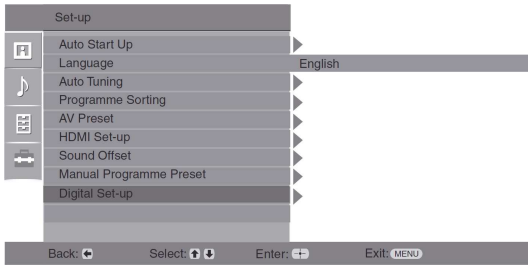 Set-up
Auto Start Up
Language English
Auto Tuning
Programme Sorting
AV Preset
HDMI Set-up
Sound Offset
Manual Programme Preset
Digital Set-up
Back: Select: Enter: Exit: MENU